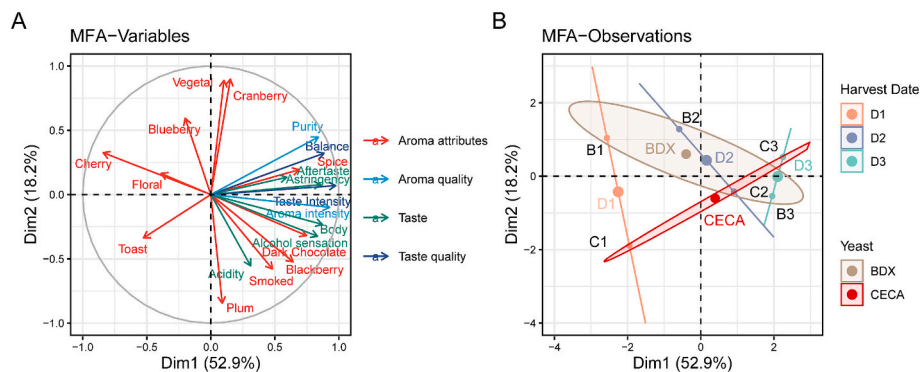 A
MFA-Variables
Vegetal
Cranberry
Blueberry
Purity
Balance
Cherry
Spice
Aftertaste
Floral
Astringency
Taste Intensity
Aroma intensity
Body
Toast
Alcohol sensation
Dark Chocolate
Acidity
Blackberry
Smoked
Plum
1.0
0.5
0.0
-0.5
-1.0
Dim2 (18.2%)
-1.0 -0.5 0.0 0.5 1.0
Dim1 (52.9%)
a Aroma attributes
a Aroma quality
a Taste
a Taste quality
B
MFA-Observations
B2
B1
BDX
D2
C3
D3
D1
C2
CECA
B3
C1
2
0
-2
-4
Dim2 (18.2%)
-4 -2 0 2
Dim1 (52.9%)
Harvest Date
D1
D2
D3
Yeast
BDX
CECA